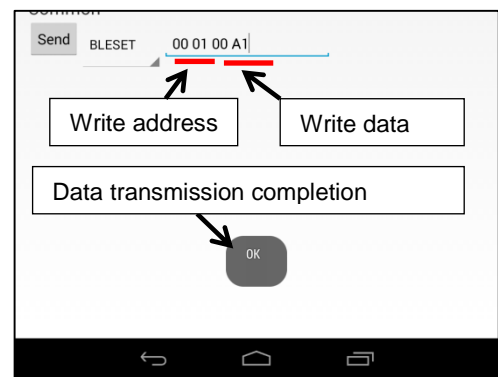 Send BLESET 00 01 00 A1
Write address Write data
Data transmission completion
OK